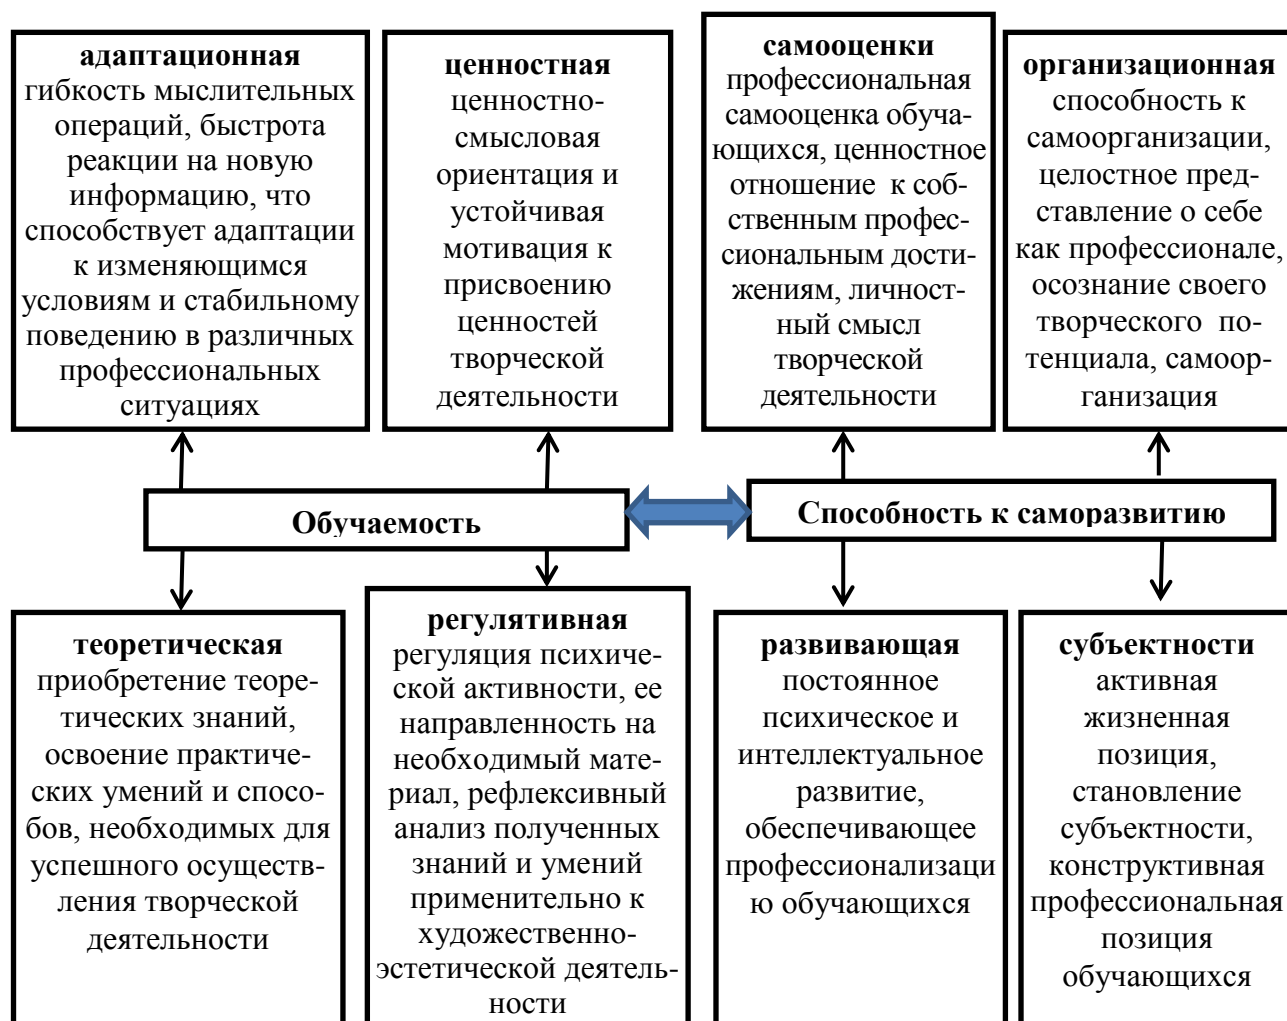 адаптационная
гибкость мыслительных
операций, быстрота
реакции на новую
информацию, что
способствует адаптации
к изменяющимся
условиям и стабильному
поведению в различных
профессиональных
ситуациях
ценностная
ценностно-
смысловая
ориентация и
устойчивая
мотивация к
присвоению
ценностей
творческой
деятельности
самооценки
профессиональная
самооценка обуча-
ющихся, ценностное
отношение к соб-
ственным профес-
сиональным дости-
жениям, личност-
ный смысл
творческой
деятельности
организационная
способность к
самоорганизации,
целостное пред-
ставление о себе
как профессионале,
осознание своего
творческого по-
тенциала, самоор-
ганизация
Обучаемость
Способность к саморазвитию
теоретическая
приобретение теоре-
тических знаний,
освоение практиче-
ских умений и спосо-
бов, необходимых для
успешного осуществ-
ления творческой
деятельности
регулятивная
регуляция психиче-
ской активности, ее
направленность на
необходимый мате-
риал, рефлексивный
анализ полученных
знаний и умений
применительно к
художественно-
эстетической деятель-
ности
развивающая
постоянное
психическое и
интеллектуальное
развитие,
обеспечивающее
профессионализаци
ю обучающихся
субъектности
активная
жизненная
позиция,
становление
субъектности,
конструктивная
профессиональная
позиция
обучающихся